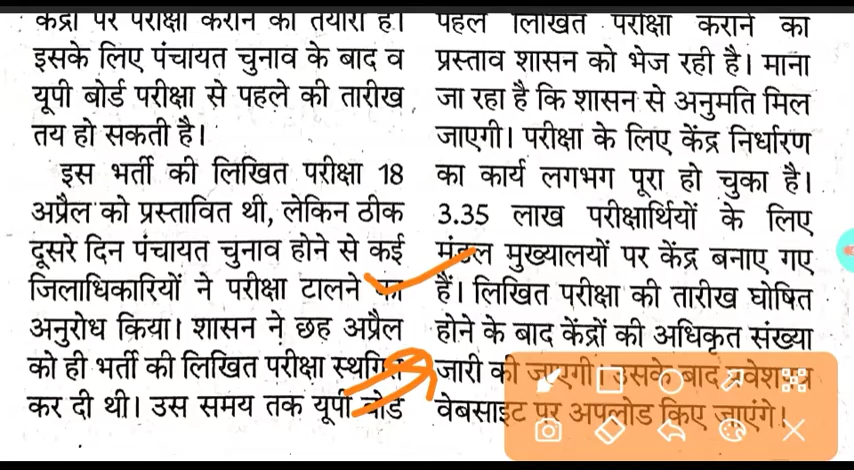 केंद्रों पर परीक्षा कराने की तैयारी है।
इसके लिए पंचायत चुनाव के बाद व
यूपी बोर्ड परीक्षा से पहले की तारीख
तय हो सकती है।
इस भर्ती की लिखित परीक्षा 18
अप्रैल को प्रस्तावित थी, लेकिन ठीक
दूसरे दिन पंचायत चुनाव होने से कई
जिलाधिकारियों ने परीक्षा टालने का
अनुरोध किया। शासन ने छह अप्रैल
को ही भर्ती की लिखित परीक्षा स्थगित
कर दी थी। उस समय तक यूपी बोर्ड
पहले लिखित परीक्षा कराने का
प्रस्ताव शासन को भेज रही है। माना
जा रहा है कि शासन से अनुमति मिल
जाएगी। परीक्षा के लिए केंद्र निर्धारण
का कार्य लगभग पूरा हो चुका है।
3.35 लाख परीक्षार्थियों के लिए
मंडल मुख्यालयों पर केंद्र बनाए गए
हैं। लिखित परीक्षा की तारीख घोषित
होने के बाद केंद्रों की अधिकृत संख्या
जारी की जाएगी। उसके बाद प्रवेश पत्र
वेबसाइट पर अपलोड किए जाएंगे।